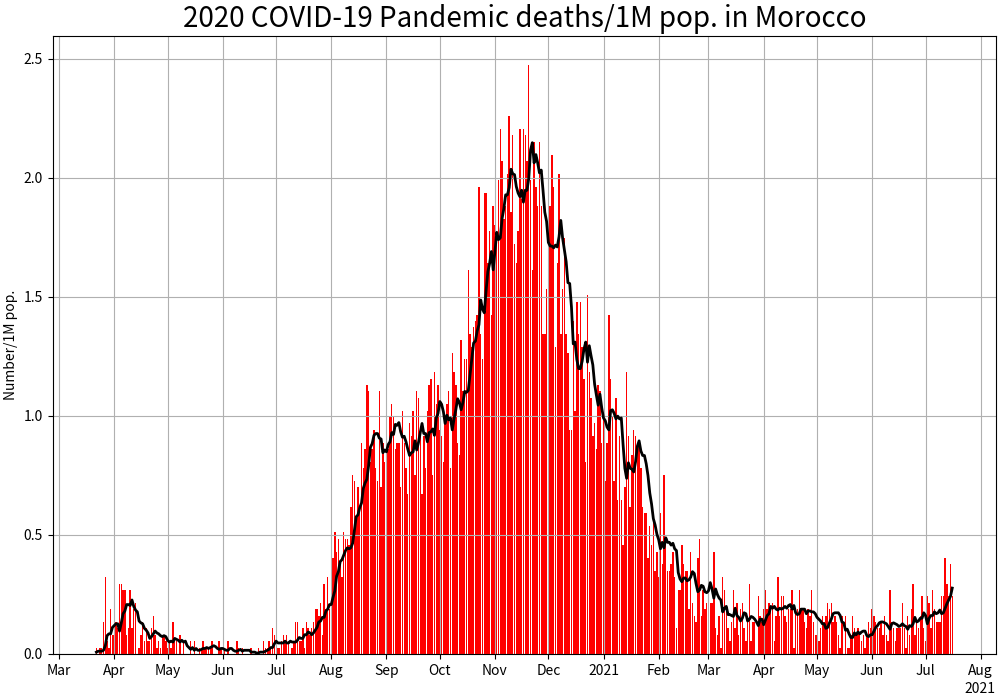 2020 COVID-19 Pandemic deaths/1M pop. in Morocco
Number/1M pop.
2.5
2.0
1.5
1.0
0.5
0.0
Mar Apr May Jun Jul Aug Sep Oct Nov Dec 2021 Feb Mar Apr May Jun Jul Aug
2021